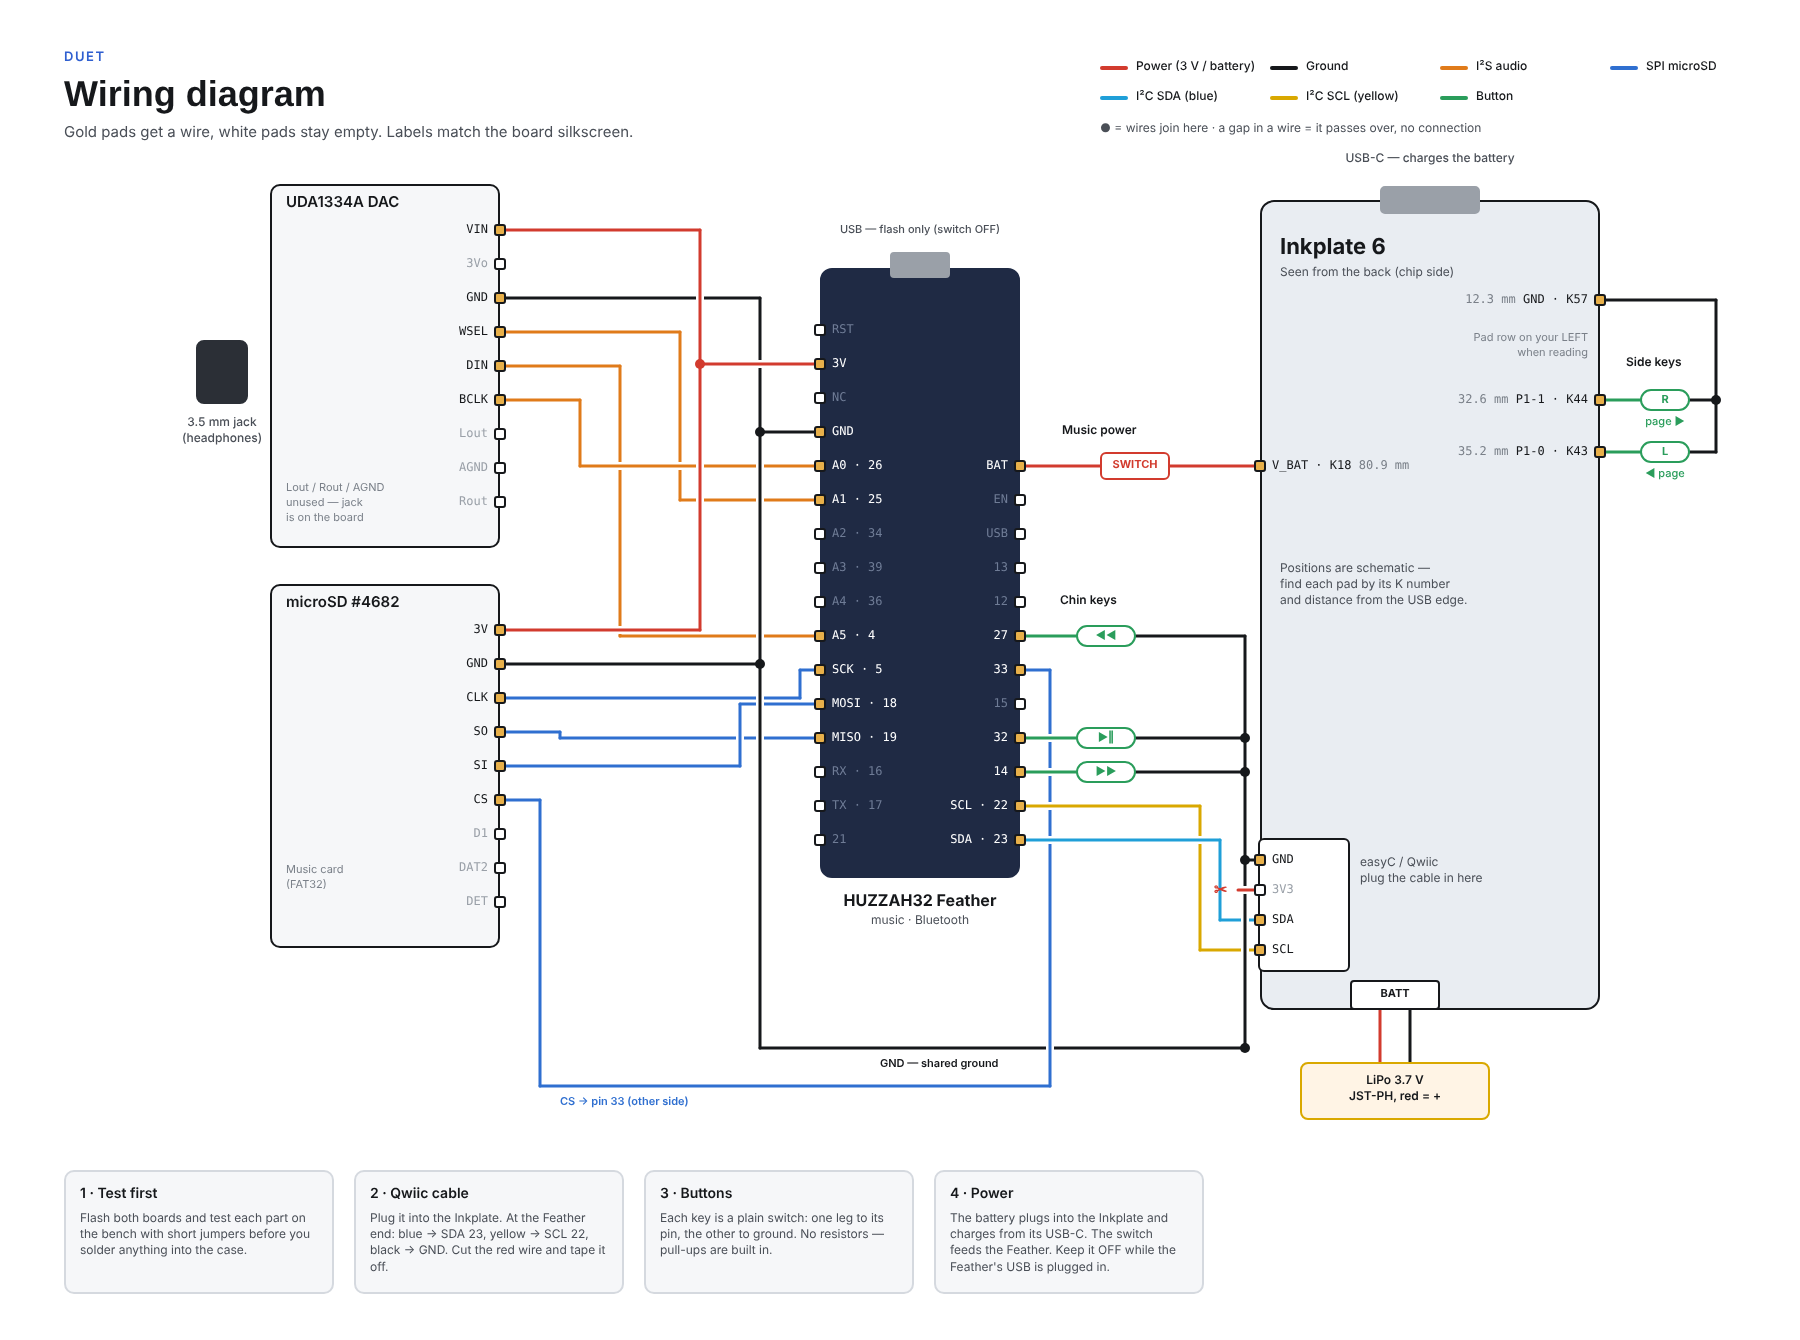 DUET
Wiring diagram
Gold pads get a wire, white pads stay empty. Labels match the board silkscreen.
Power (3 V / battery)
Ground
I²S audio
SPI microSD
I²C SDA (blue)
I²C SCL (yellow)
Button
● = wires join here · a gap in a wire = it passes over, no connection
USB-C — charges the battery
UDA1334A DAC
VIN
3Vo
GND
WSEL
DIN
BCLK
Lout
AGND
Rout
Lout / Rout / AGND
unused — jack
is on the board
3.5 mm jack
(headphones)
microSD #4682
3V
GND
CLK
SO
SI
CS
D1
DAT2
DET
Music card
(FAT32)
USB — flash only (switch OFF)
RST
3V
NC
GND
A0 · 26
A1 · 25
A2 · 34
A3 · 39
A4 · 36
A5 · 4
SCK · 5
MOSI · 18
MISO · 19
RX · 16
TX · 17
21
BAT
EN
USB
13
12
27
33
15
32
14
SCL · 22
SDA · 23
HUZZAH32 Feather
music · Bluetooth
Music power
SWITCH
Chin keys
◀◀
▶||
▶▶
Inkplate 6
Seen from the back (chip side)
12.3 mm GND · K57
Pad row on your LEFT
when reading
32.6 mm P1-1 · K44
35.2 mm P1-0 · K43
V_BAT · K18 80.9 mm
Side keys
R
page ▶
L
◀ page
Positions are schematic —
find each pad by its K number
and distance from the USB edge.
GND
3V3
SDA
SCL
easyC / Qwiic
plug the cable in here
BATT
LiPo 3.7 V
JST-PH, red = +
GND — shared ground
CS → pin 33 (other side)
1 · Test first
Flash both boards and test each part on
the bench with short jumpers before you
solder anything into the case.
2 · Qwiic cable
Plug it into the Inkplate. At the Feather
end: blue → SDA 23, yellow → SCL 22,
black → GND. Cut the red wire and tape it
off.
3 · Buttons
Each key is a plain switch: one leg to its
pin, the other to ground. No resistors —
pull-ups are built in.
4 · Power
The battery plugs into the Inkplate and
charges from its USB-C. The switch
feeds the Feather. Keep it OFF while the
Feather's USB is plugged in.